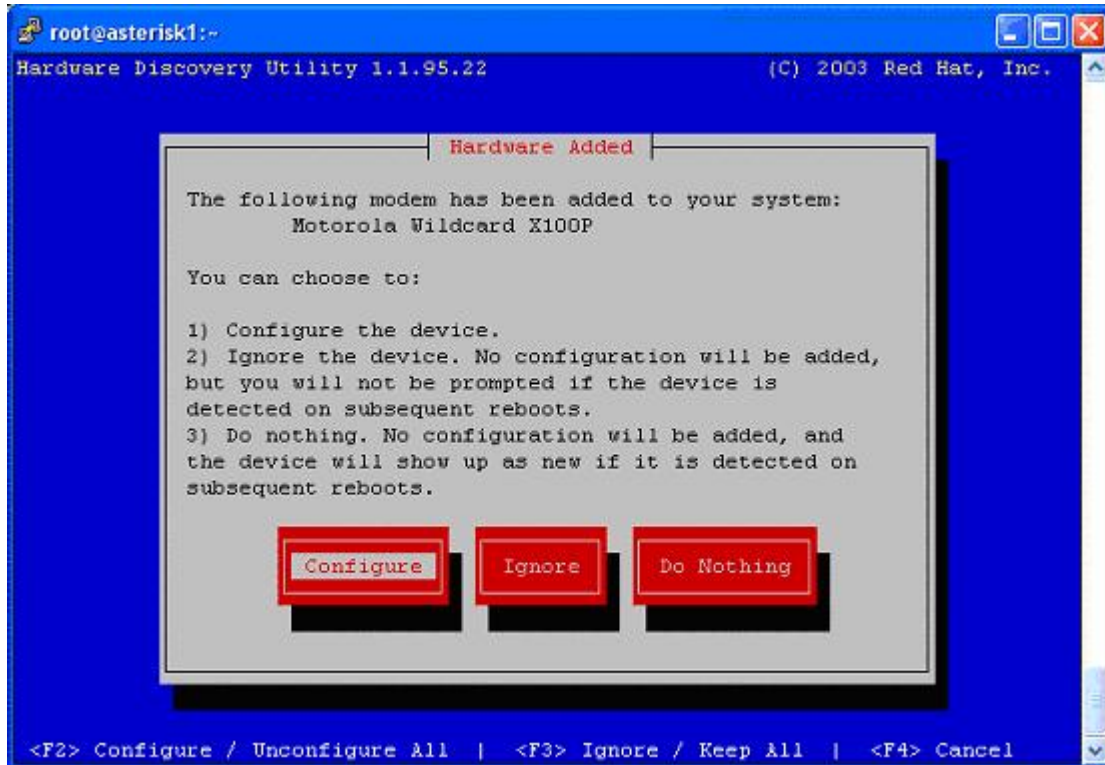 root@asterisk1:~
Hardware Discovery Utility 1.1.95.22 (C) 2003 Red Hat, Inc.
Hardware Added
The following modem has been added to your system:
Motorola Wildcard X100P
You can choose to:
1) Configure the device.
2) Ignore the device. No configuration will be added,
but you will not be prompted if the device is
detected on subsequent reboots.
3) Do nothing. No configuration will be added, and
the device will show up as new if it is detected on
subsequent reboots.
Configure Ignore Do Nothing
<F2> Configure / Unconfigure All | <F3> Ignore / Keep All | <F4> Cancel